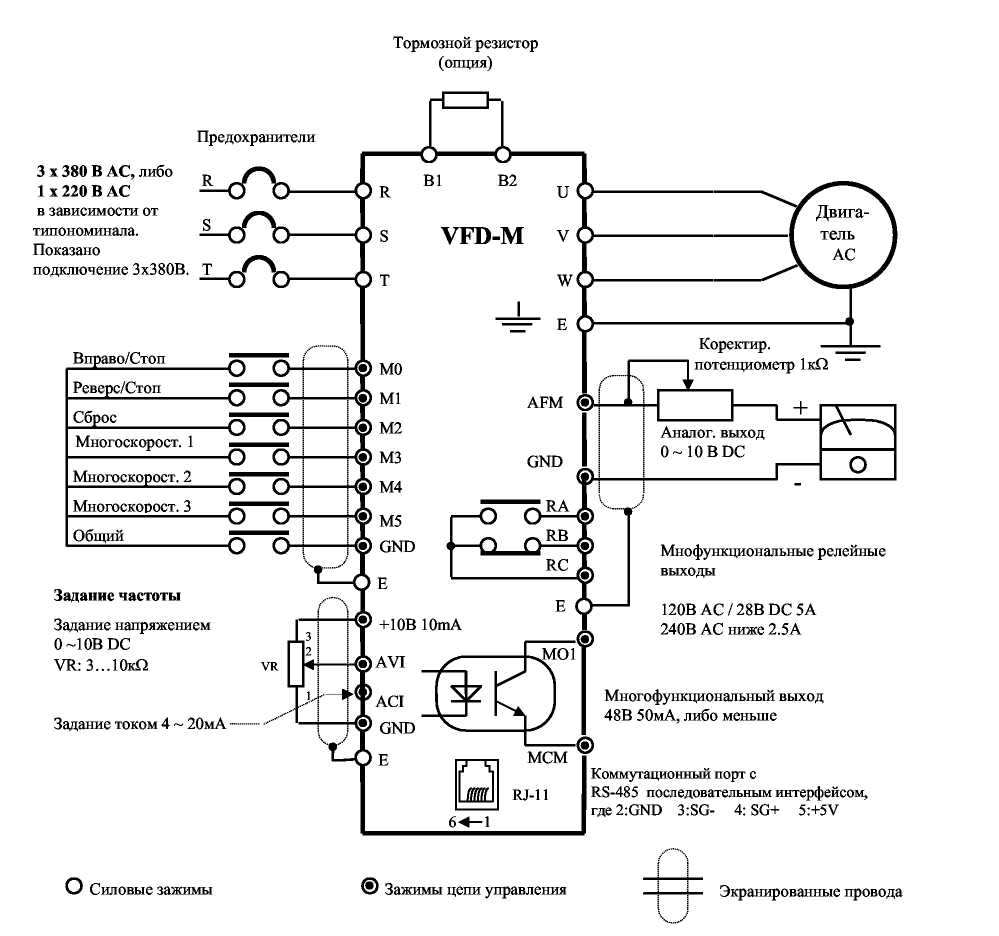 Тормозной резистор
(опция)
Предохранители
3 х 380 В АС, либо
1 х 220 В АС
в зависимости от
типономинала.
Показано
подключение 3х380В.
R
S
T
B1
B2
R
S
T
VFD-M
U
V
W
E
Двига-
тель
АС
Вправо/Стоп
Реверс/Стоп
Сброс
Многоскорост. 1
Многоскорост. 2
Многоскорост. 3
Общий
M0
M1
M2
M3
M4
M5
GND
E
Коректир.
потенциометр 1кΩ
AFM
Аналог. выход
0 ~ 10 В DC
+
-
GND
RA
RB
RC
E
Мнофункциональные релейные
выходы
120В АС / 28В DC 5А
240В АС ниже 2.5А
Задание частоты
Задание напряжением
0 ~10В DC
VR: 3…10кΩ
VR
3
2
1
Задание током 4 ~ 20мА
+10В 10mA
AVI
ACI
GND
E
MO1
MCM
Многофункциональный выход
48В 50мА, либо меньше
RJ-11
6
1
Коммутационный порт с
RS-485 последовательным интерфейсом,
где 2:GND 3:SG- 4: SG+ 5:+5V
Силовые зажимы
Зажимы цепи управления
Экранированные провода